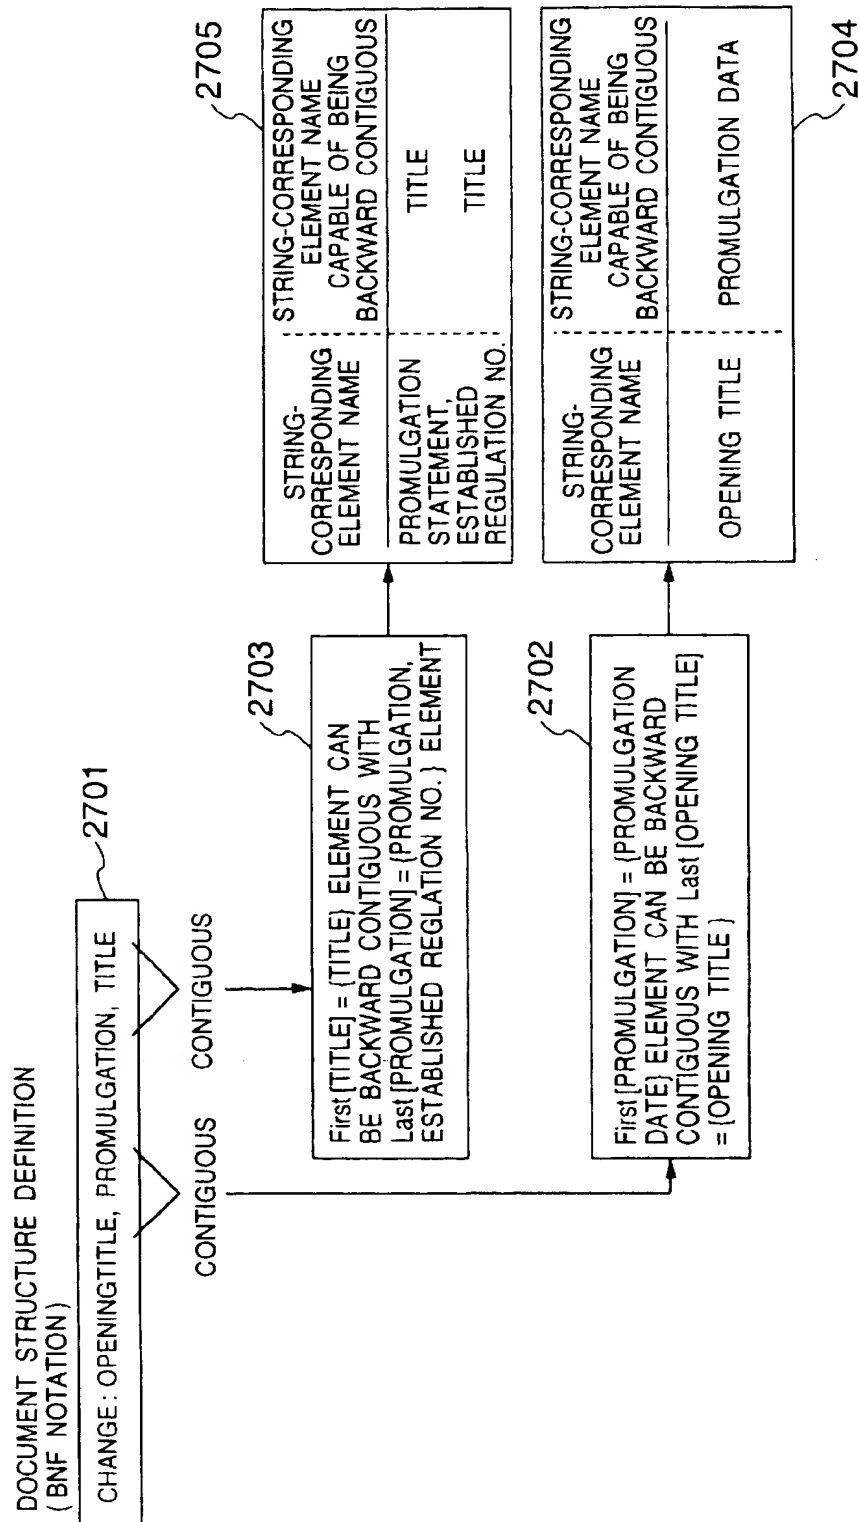 DOCUMENT STRUCTURE DEFINITION
(BNF NOTATION)
2701
CHANGE : OPENINGTITLE, PROMULGATION, TITLE
CONTIGUOUS
CONTIGUOUS
2703
First [TITLE] = {TITLE} ELEMENT CAN
BE BACKWARD CONTIGUOUS WITH
Last [PROMULGATION] = {PROMULGATION,
ESTABLISHED REGLATION NO. } ELEMENT
2702
First [PROMULGATION] = {PROMULGATION
DATE} ELEMENT CAN BE BACKWARD
CONTIGUOUS WITH Last [OPENING TITLE]
= {OPENING TITLE }
2705
STRING-
CORRESPONDING
ELEMENT NAME
STRING-CORRESPONDING
ELEMENT NAME
CAPABLE OF BEING
BACKWARD CONTIGUOUS
PROMULGATION
STATEMENT,
ESTABLISHED
REGULATION NO.
TITLE
TITLE
2704
STRING-
CORRESPONDING
ELEMENT NAME
STRING-CORRESPONDING
ELEMENT NAME
CAPABLE OF BEING
BACKWARD CONTIGUOUS
OPENING TITLE
PROMULGATION DATA